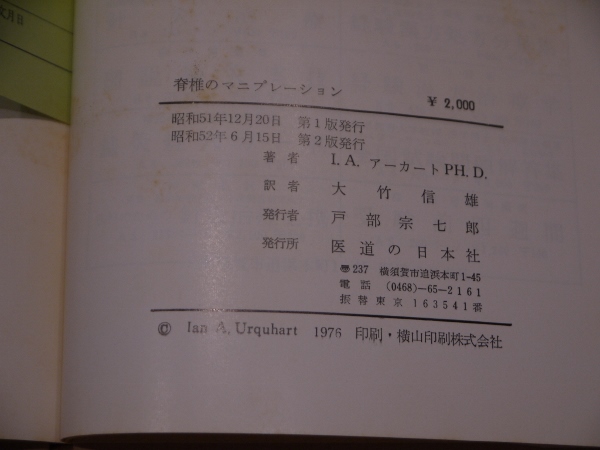 月日
脊椎のマニプレーション
¥ 2,000
昭和51年12月20日 第1版発行
昭和52年6月15日 第2版発行
著者 I. A. アーカートPH. D.
訳者 大竹信雄
発行者 戸部宗七郎
発行所 医道の日本社
237 横須賀市追浜本町1-45
電話 (0468)-65-2161
振替東京 163541番
© Ian A. Urquhart 1976 印刷・横山印刷株式会社